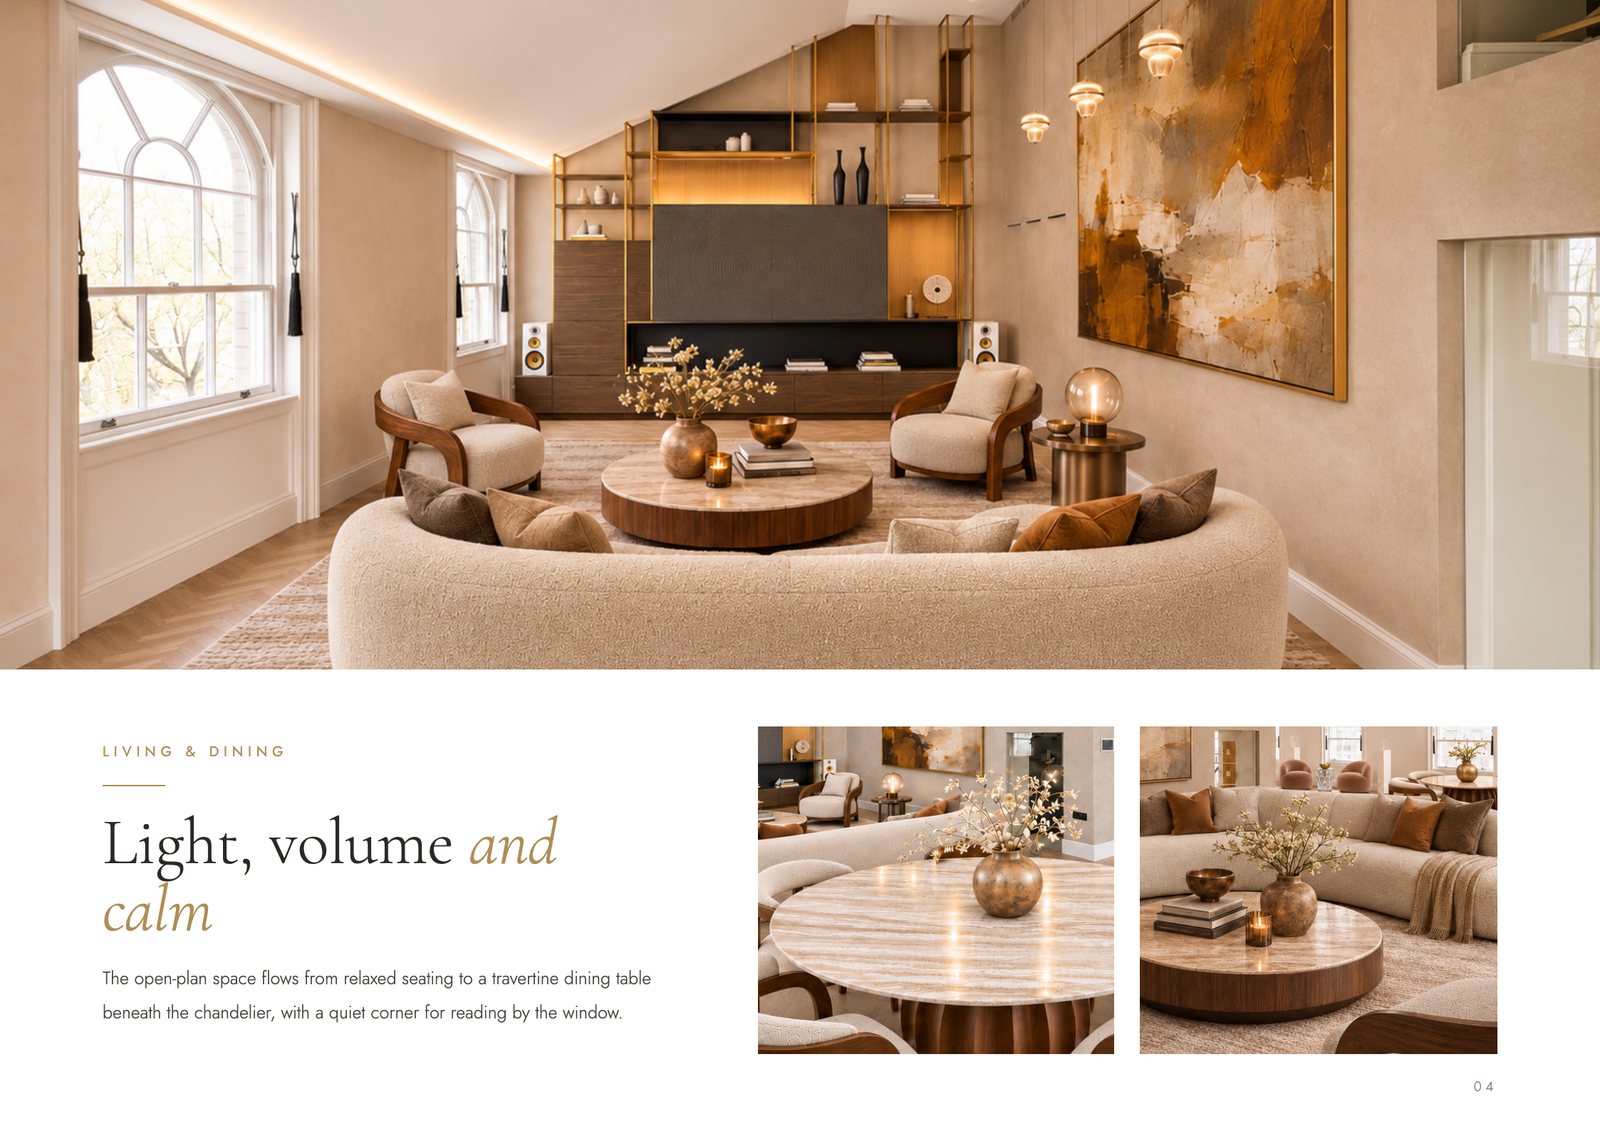 LIVING & DINING
Light, volume and
calm
The open-plan space flows from relaxed seating to a travertine dining table
beneath the chandelier, with a quiet corner for reading by the window.
04